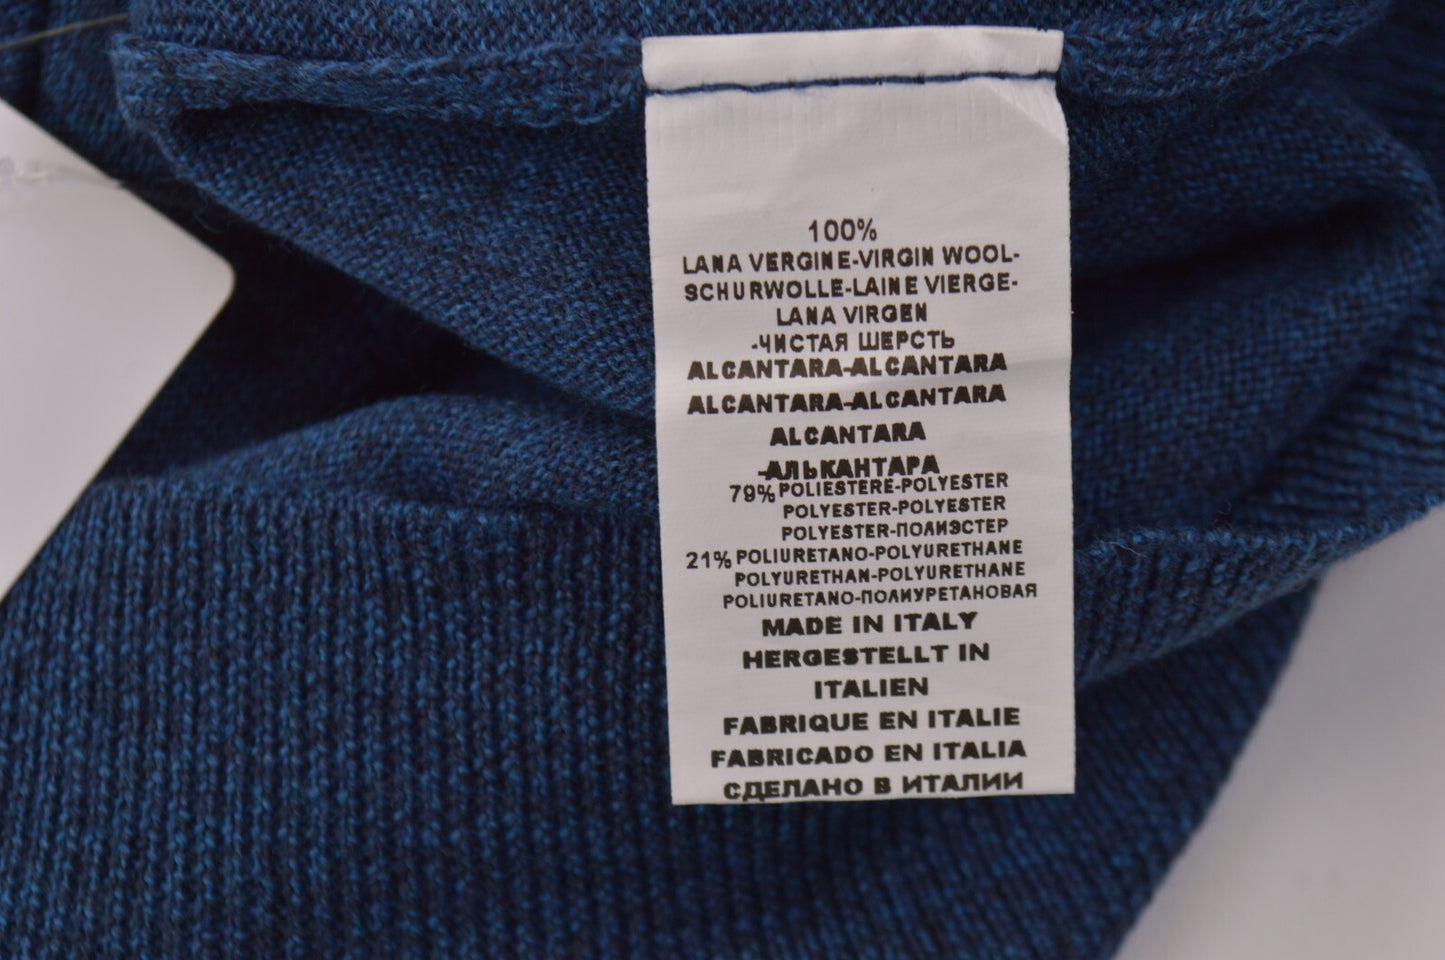 100%
LANA VERGINE-VIRGIN WOOL-
SCHURWOLLE-LAINE VIERGE-
LANA VIRGEN
-ЧИСТАЯ ШЕРСТЬ
ALCANTARA-ALCANTARA
ALCANTARA-ALCANTARA
ALCANTARA
-АЛЬКАНТАРА
79% POLIESTERE-POLYESTER
POLYESTER-POLYESTER
POLYESTER-ПОЛИЭСТЕР
21% POLIURETANO-POLYURETHANE
POLYURETHAN-POLYURETHANE
POLIURETANO-ПОЛИУРЕТАНОВАЯ
MADE IN ITALY
HERGESTELLT IN
ITALIEN
FABRIQUE EN ITALIE
FABRICADO EN ITALIA
СДЕЛАНО В ИТАЛИИ